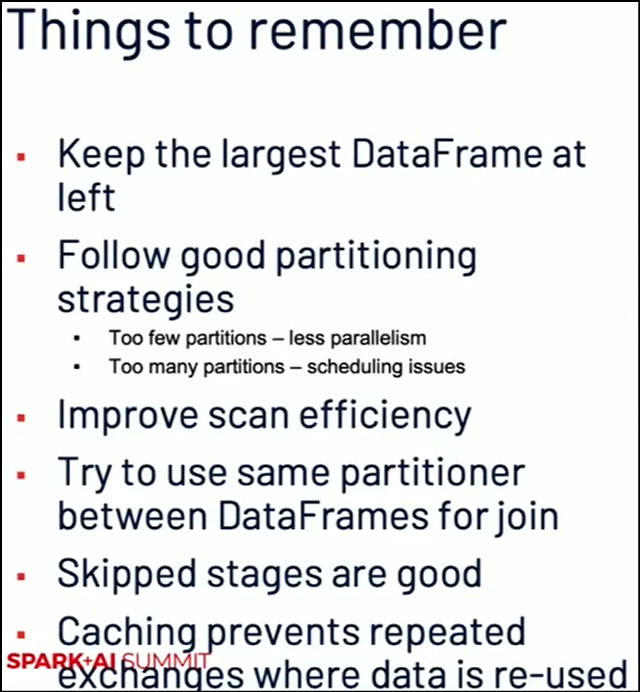 Things to remember
▪ Keep the largest DataFrame at
left
▪ Follow good partitioning
strategies
▪ Too few partitions – less parallelism
▪ Too many partitions – scheduling issues
▪ Improve scan efficiency
▪ Try to use same partitioner
between DataFrames for join
▪ Skipped stages are good
▪ Caching prevents repeated
SPARK+AI SUMMIT
exchanges where data is re-used